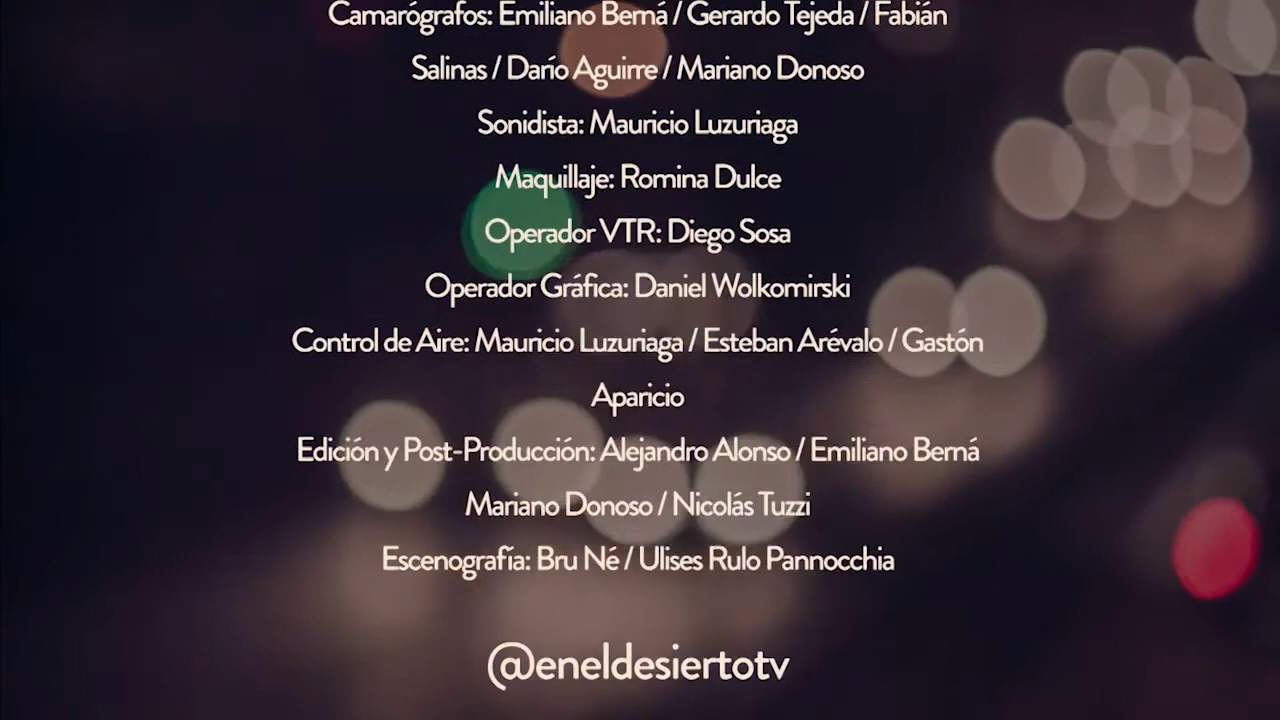 Camarógrafos: Emiliano Berná / Gerardo Tejeda / Fabián
Salinas / Darío Aguirre / Mariano Donoso
Sonidista: Mauricio Luzuriaga
Maquillaje: Romina Dulce
Operador VTR: Diego Sosa
Operador Gráfica: Daniel Wolkomirski
Control de Aire: Mauricio Luzuriaga / Esteban Arévalo / Gastón
Aparicio
Edición y Post-Producción: Alejandro Alonso / Emiliano Berná
Mariano Donoso / Nicolás Tuzzi
Escenografía: Bru Né / Ulises Rulo Pannocchia
@eneldesiertotv